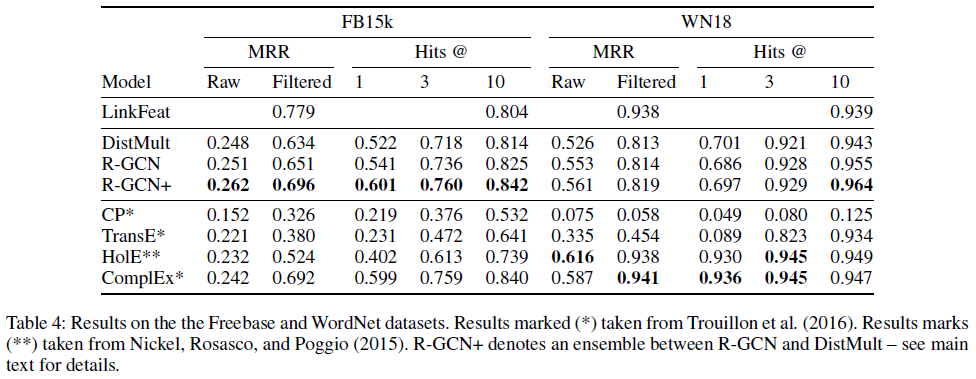 FB15k WN18
MRR Hits @ MRR Hits @
Model Raw Filtered 1 3 10 Raw Filtered 1 3 10
LinkFeat 0.779 0.804 0.938 0.939
DistMult 0.248 0.634 0.522 0.718 0.814 0.526 0.813 0.701 0.921 0.943
R-GCN 0.251 0.651 0.541 0.736 0.825 0.553 0.814 0.686 0.928 0.955
R-GCN+ 0.262 0.696 0.601 0.760 0.842 0.561 0.819 0.697 0.929 0.964
CP* 0.152 0.326 0.219 0.376 0.532 0.075 0.058 0.049 0.080 0.125
TransE* 0.221 0.380 0.231 0.472 0.641 0.335 0.454 0.089 0.823 0.934
HolE** 0.232 0.524 0.402 0.613 0.739 0.616 0.938 0.930 0.945 0.949
ComplEx* 0.242 0.692 0.599 0.759 0.840 0.587 0.941 0.936 0.945 0.947
Table 4: Results on the the Freebase and WordNet datasets. Results marked (*) taken from Trouillon et al. (2016). Results marks
(**) taken from Nickel, Rosasco, and Poggio (2015). R-GCN+ denotes an ensemble between R-GCN and DistMult – see main
text for details.